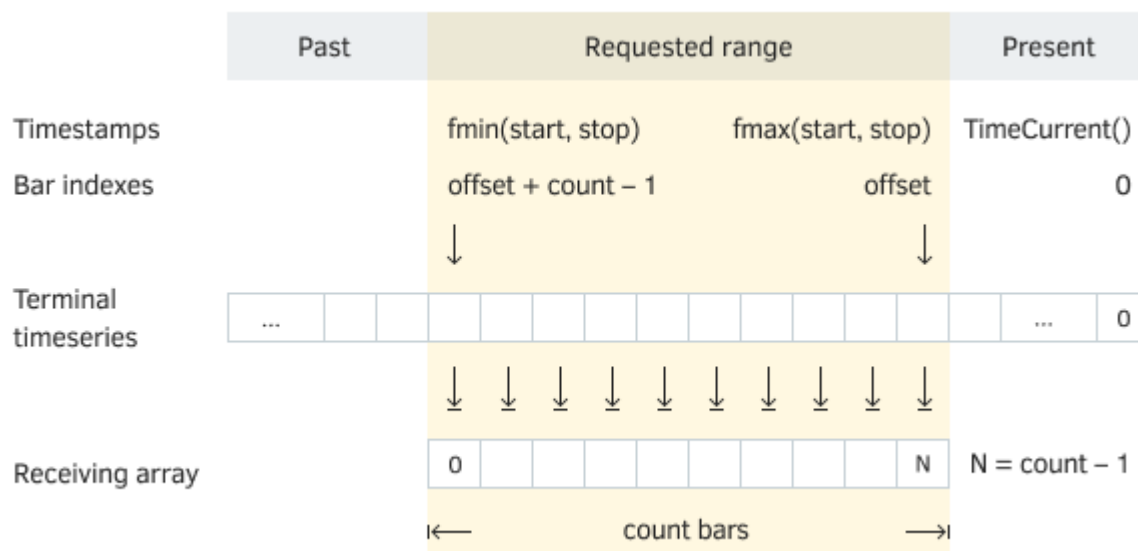 Past Requested range Present
Timestamps fmin(start, stop) fmax(start, stop) TimeCurrent()
Bar indexes offset + count – 1 offset 0
Terminal
timeseries
... ... 0
Receiving array 0 N N = count – 1
count bars